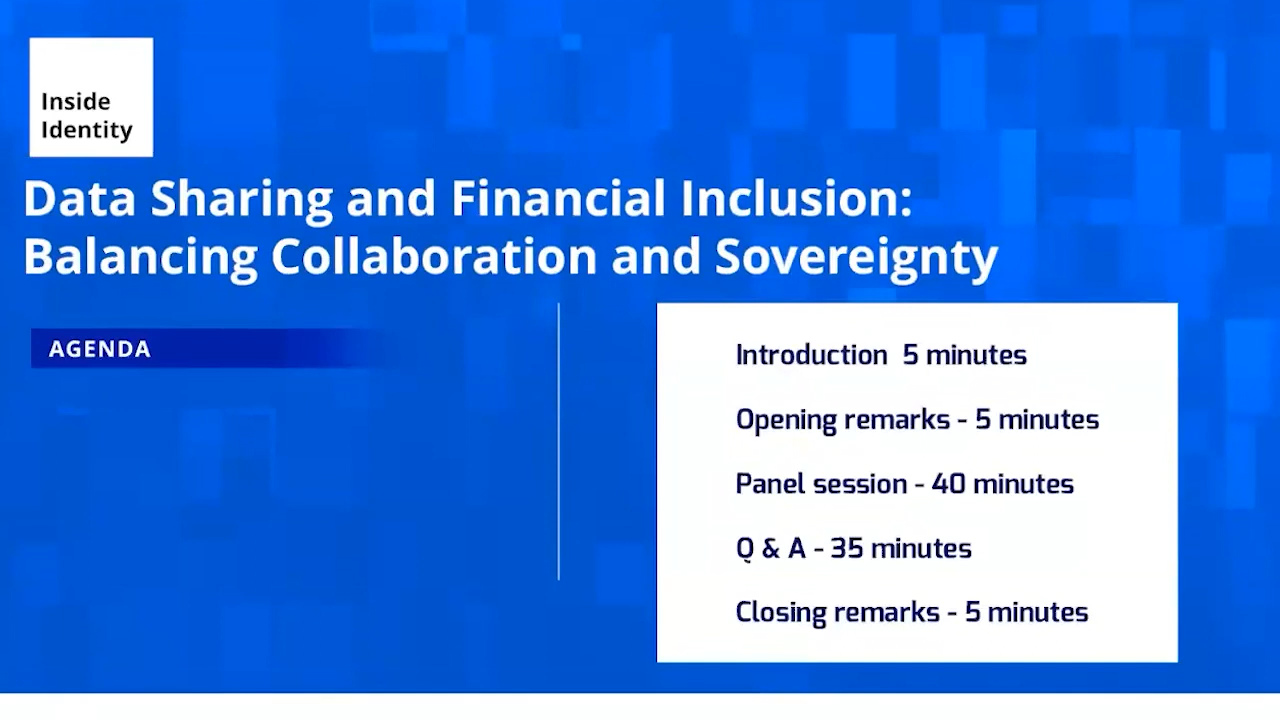 Inside
Identity
Data Sharing and Financial Inclusion:
Balancing Collaboration and Sovereignty
AGENDA
Introduction  5 minutes
Opening remarks - 5 minutes
Panel session - 40 minutes
Q & A - 35 minutes
Closing remarks - 5 minutes